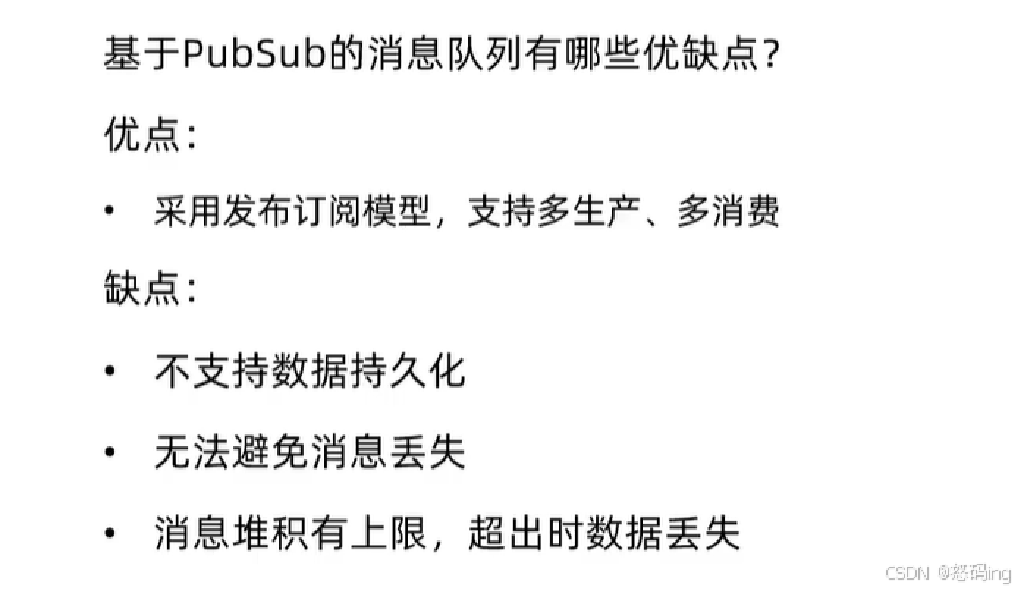 基于PubSub的消息队列有哪些优缺点?
优点：
• 采用发布订阅模型，支持多生产、多消费
缺点：
• 不支持数据持久化
• 无法避免消息丢失
• 消息堆积有上限，超出时数据丢失
CSDN @怒码ing